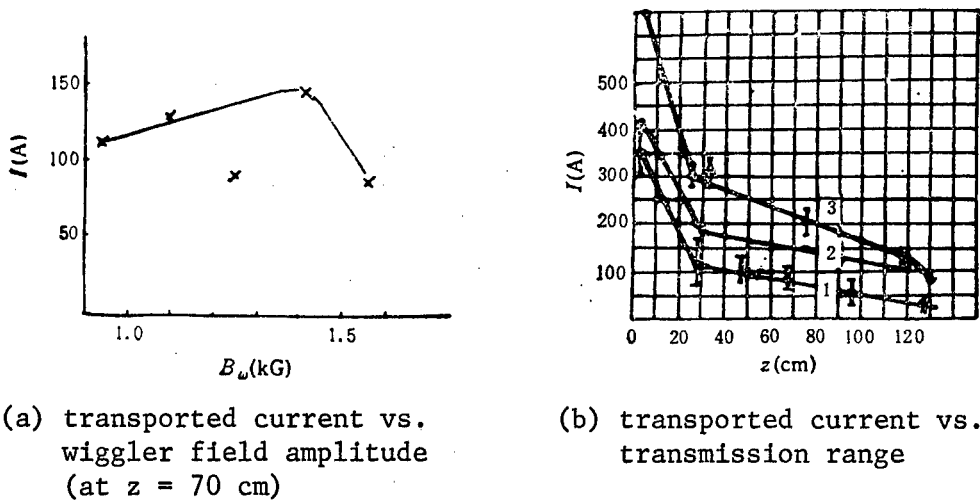 150
100
50
I(A)
1.0
1.5
B_ω(kG)
(a) transported current vs.
wiggler field amplitude
(at z = 70 cm)
500
400
300
200
100
0
I(A)
3
2
1
0
20
40
60
80
100
120
z(cm)
(b) transported current vs.
transmission range